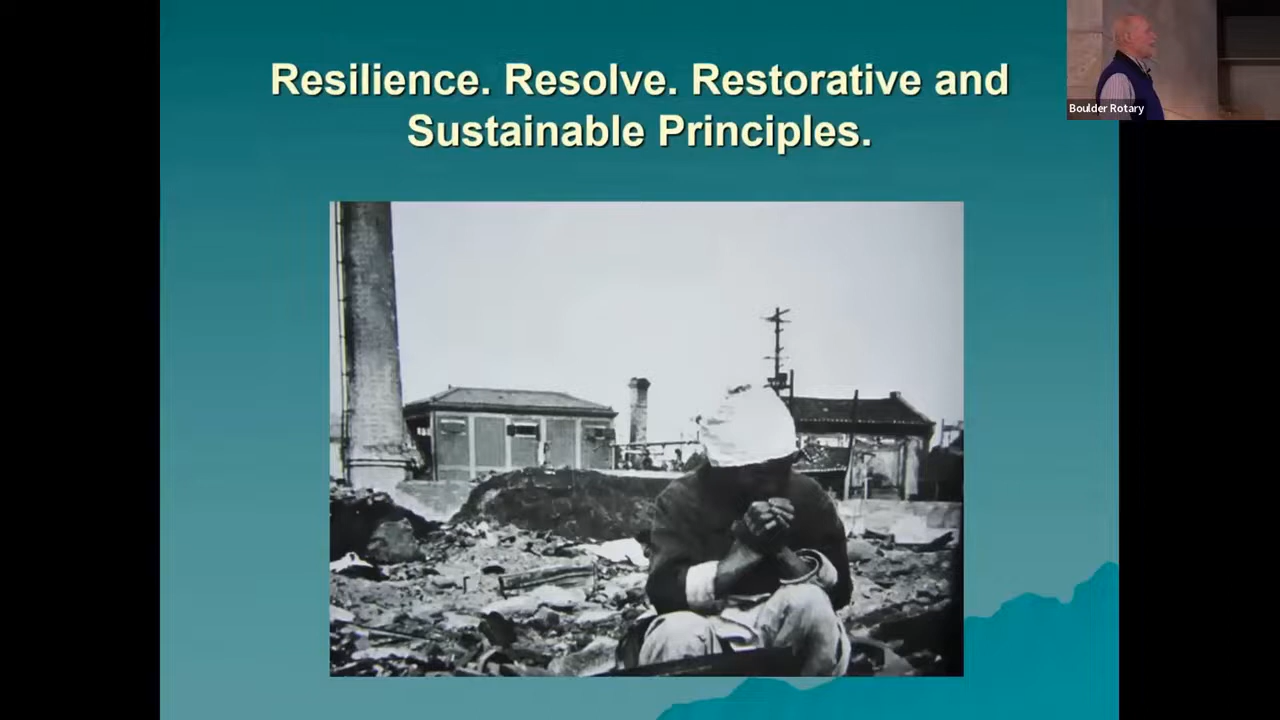 Resilience. Resolve. Restorative and
Sustainable Principles.
Boulder Rotary